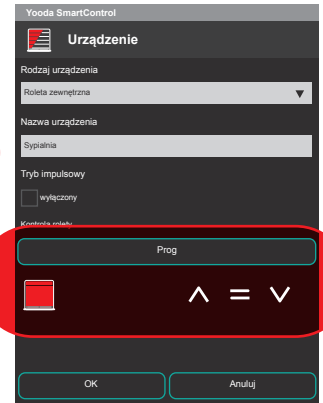 Yooda SmartControl
Urządzenie
Rodzaj urządzenia
Roleta zewnętrzna
Nazwa urządzenia
Sypialnia
Tryb impulsowy
wyłączony
Kontrola rolety
Prog
OK
Anuluj